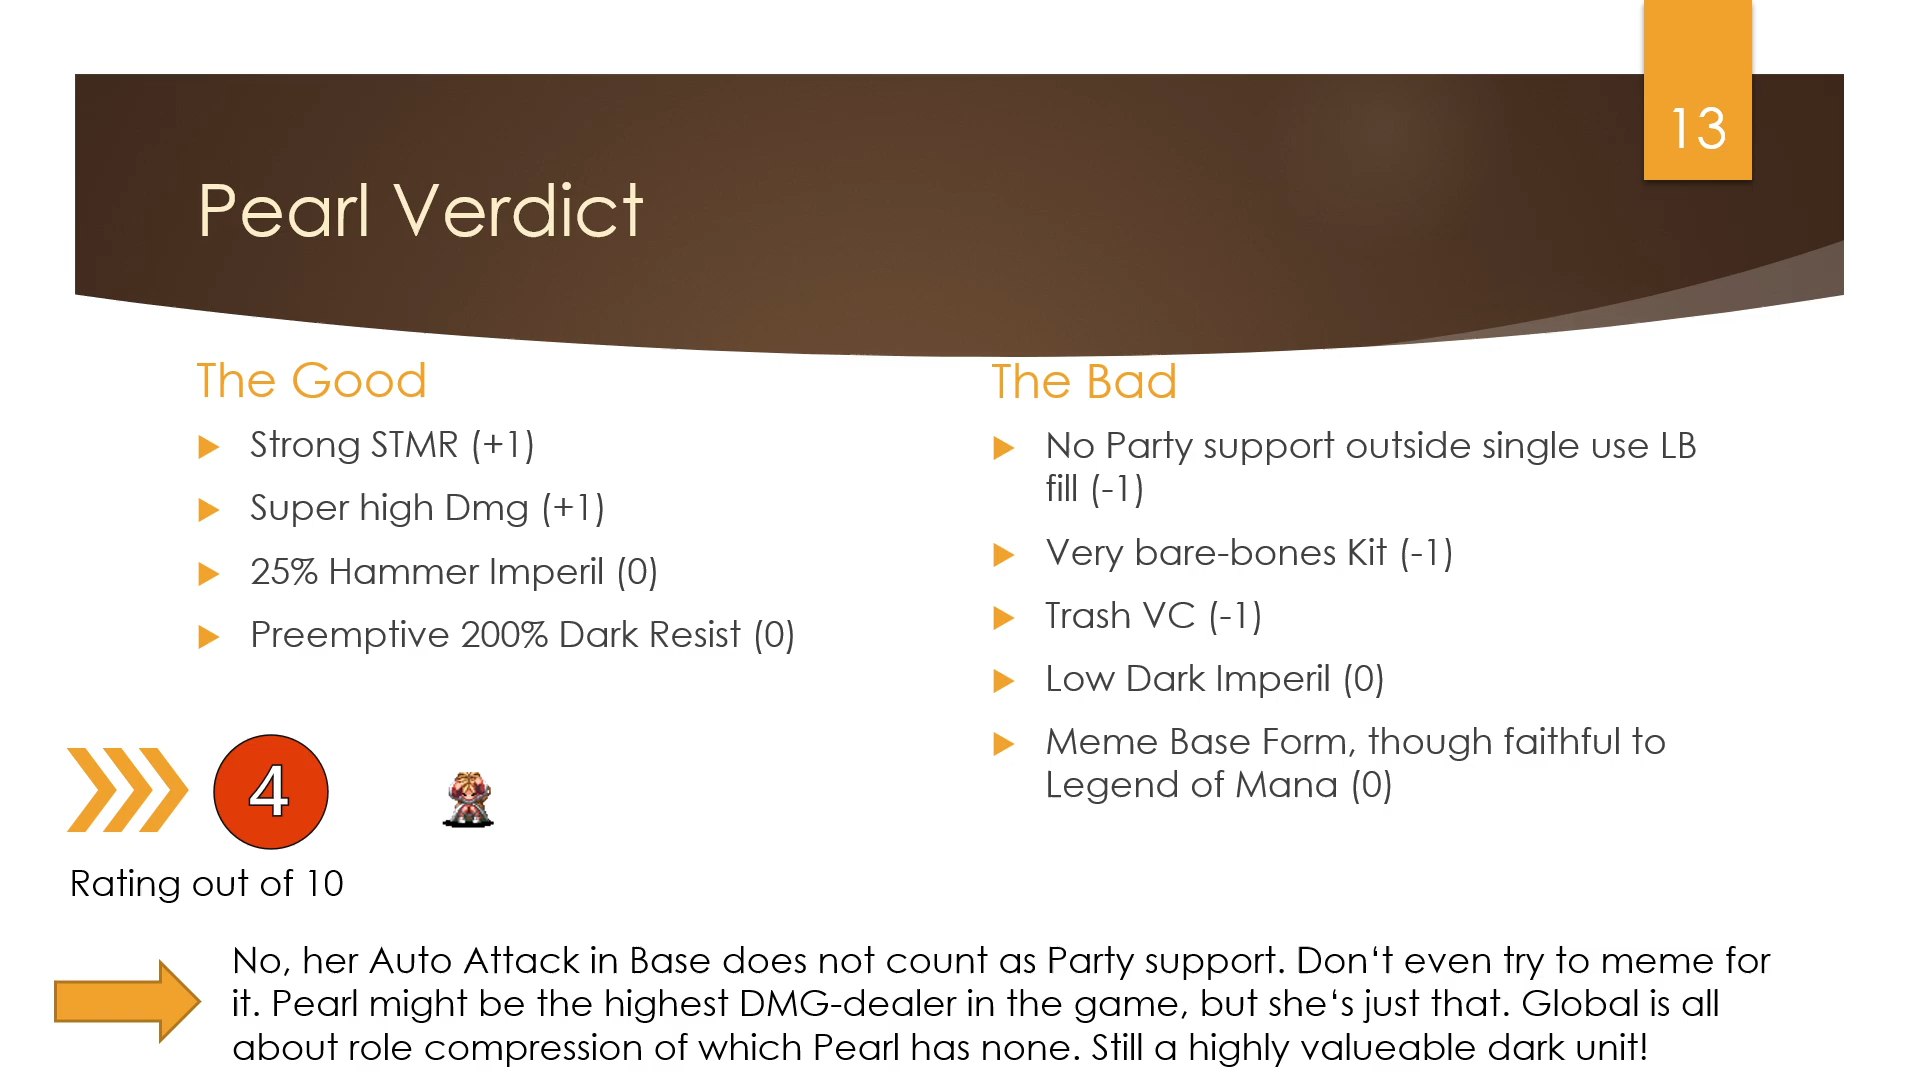 13
Pearl Verdict
The Good
Strong STMR (+1)
Super high Dmg (+1)
25% Hammer Imperil (0)
Preemptive 200% Dark Resist (0)
The Bad
No Party support outside single use LB
fill (-1)
Very bare-bones Kit (-1)
Trash VC (-1)
Low Dark Imperil (0)
Meme Base Form, though faithful to
Legend of Mana (0)
4
Rating out of 10
No, her Auto Attack in Base does not count as Party support. Don‘t even try to meme for
it. Pearl might be the highest DMG-dealer in the game, but she‘s just that. Global is all
about role compression of which Pearl has none. Still a highly valueable dark unit!